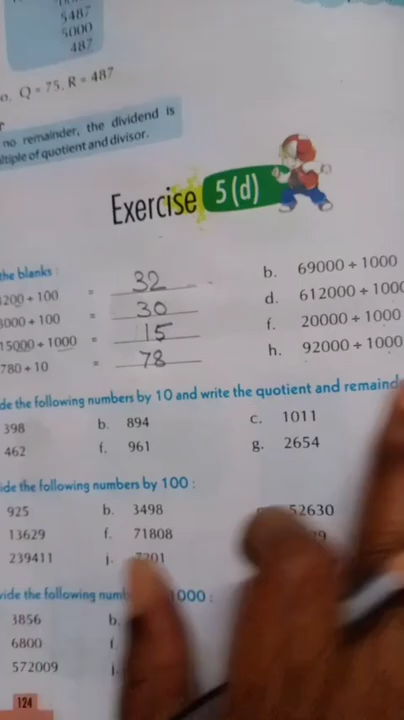 5487
5000
487
Q = 75, R = 487
no remainder, the dividend is
multiple of quotient and divisor.
Exercise 5 (d)
the blanks :
200 ÷ 100 = 32
000 ÷ 100 = 30
15000 ÷ 1000 = 15
780 ÷ 10 = 78
b. 69000 ÷ 1000
d. 612000 ÷ 1000
f. 20000 ÷ 1000
h. 92000 ÷ 1000
de the following numbers by 10 and write the quotient and remaind
398 b. 894 c. 1011
462 f. 961 g. 2654
ide the following numbers by 100 :
925 b. 3498 52630
13629 f. 71808
239411 j. 7201
vide the following numb 1000 :
3856 b.
6800 f.
572009 j.
124